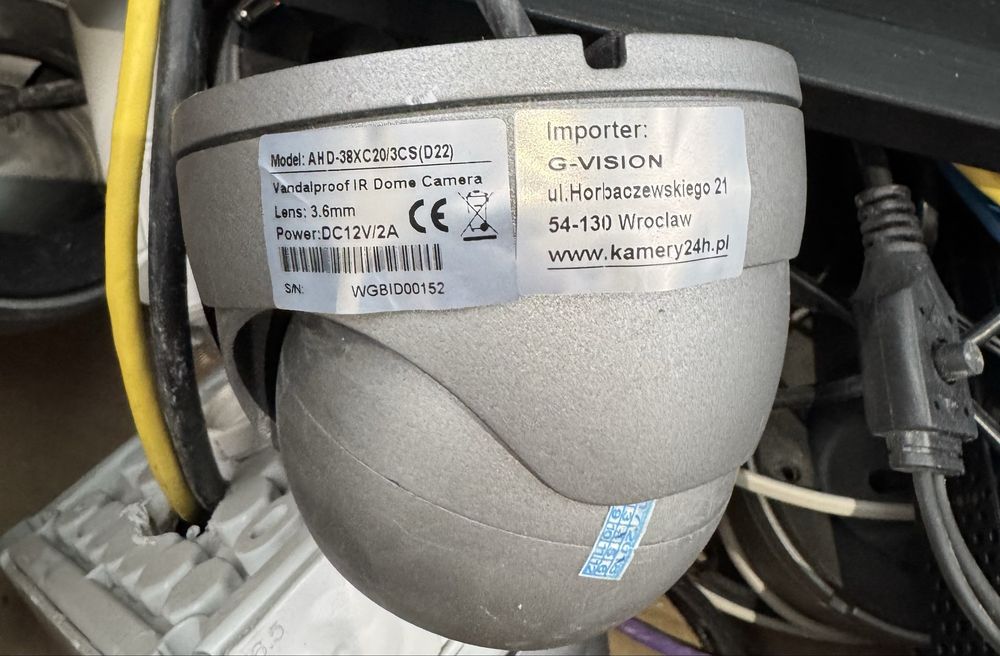 Model: AHD-38XC20/3CS(D22)
Vandalproof IR Dome Camera
Lens: 3.6mm
Power:DC12V/2A
CE
S/N: WGBID00152
Importer:
G-VISION
ul.Horbaczewskiego 21
54-130 Wroclaw
www.kamery24h.pl